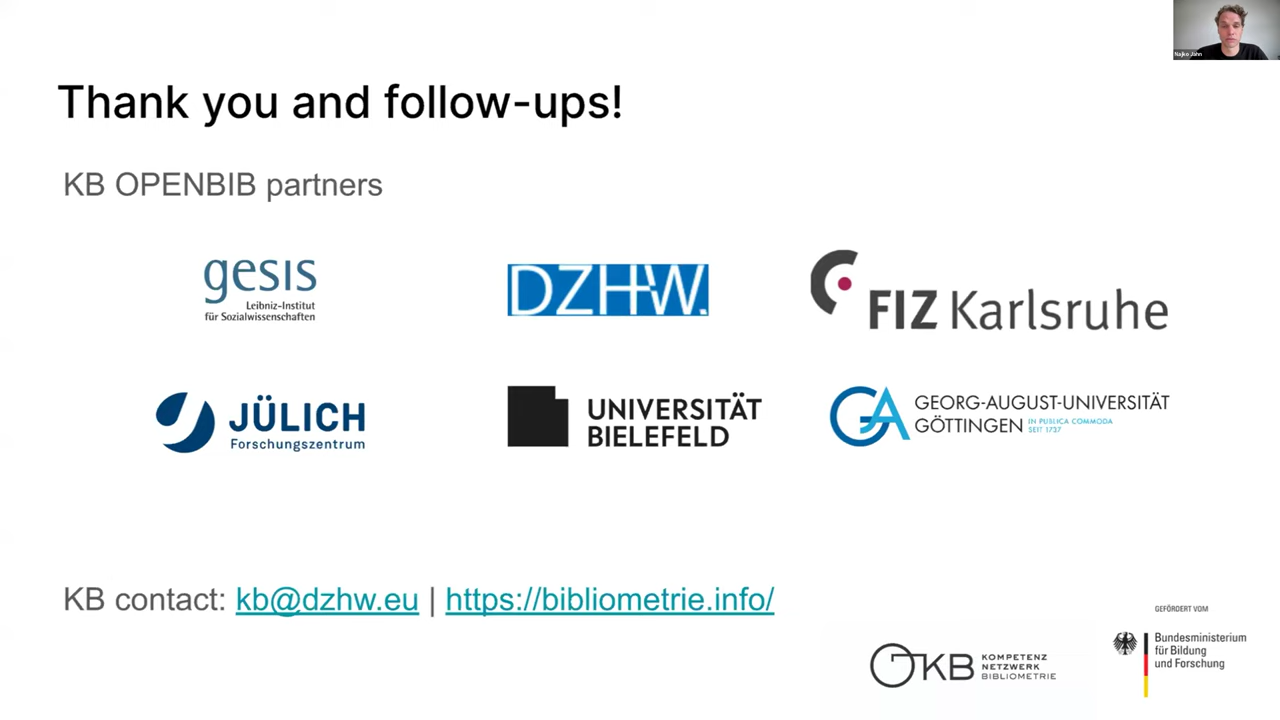 Najko Jahn
Thank you and follow-ups!
KB OPENBIB partners
gesis
Leibniz-Institut
für Sozialwissenschaften
DZHW.
FIZ Karlsruhe
JÜLICH
Forschungszentrum
UNIVERSITÄT
BIELEFELD
GEORG-AUGUST-UNIVERSITÄT
GÖTTINGEN IN PUBLICA COMMODA
SEIT 1737
KB contact: kb@dzhw.eu | https://bibliometrie.info/
GEFÖRDERT VOM
KB KOMPETENZ
NETZWERK
BIBLIOMETRIE
Bundesministerium
für Bildung
und Forschung